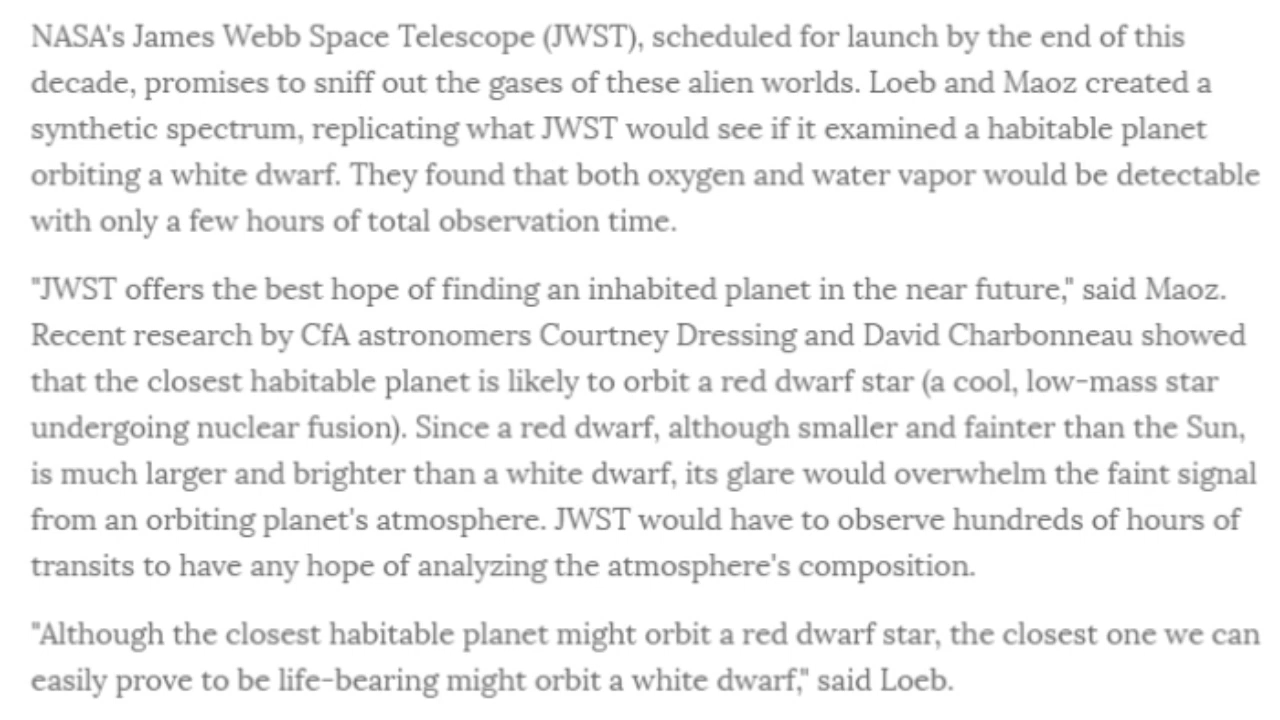 NASA's James Webb Space Telescope (JWST), scheduled for launch by the end of this
decade, promises to sniff out the gases of these alien worlds. Loeb and Maoz created a
synthetic spectrum, replicating what JWST would see if it examined a habitable planet
orbiting a white dwarf. They found that both oxygen and water vapor would be detectable
with only a few hours of total observation time.
"JWST offers the best hope of finding an inhabited planet in the near future," said Maoz.
Recent research by CfA astronomers Courtney Dressing and David Charbonneau showed
that the closest habitable planet is likely to orbit a red dwarf star (a cool, low-mass star
undergoing nuclear fusion). Since a red dwarf, although smaller and fainter than the Sun,
is much larger and brighter than a white dwarf, its glare would overwhelm the faint signal
from an orbiting planet's atmosphere. JWST would have to observe hundreds of hours of
transits to have any hope of analyzing the atmosphere's composition.
"Although the closest habitable planet might orbit a red dwarf star, the closest one we can
easily prove to be life-bearing might orbit a white dwarf," said Loeb.